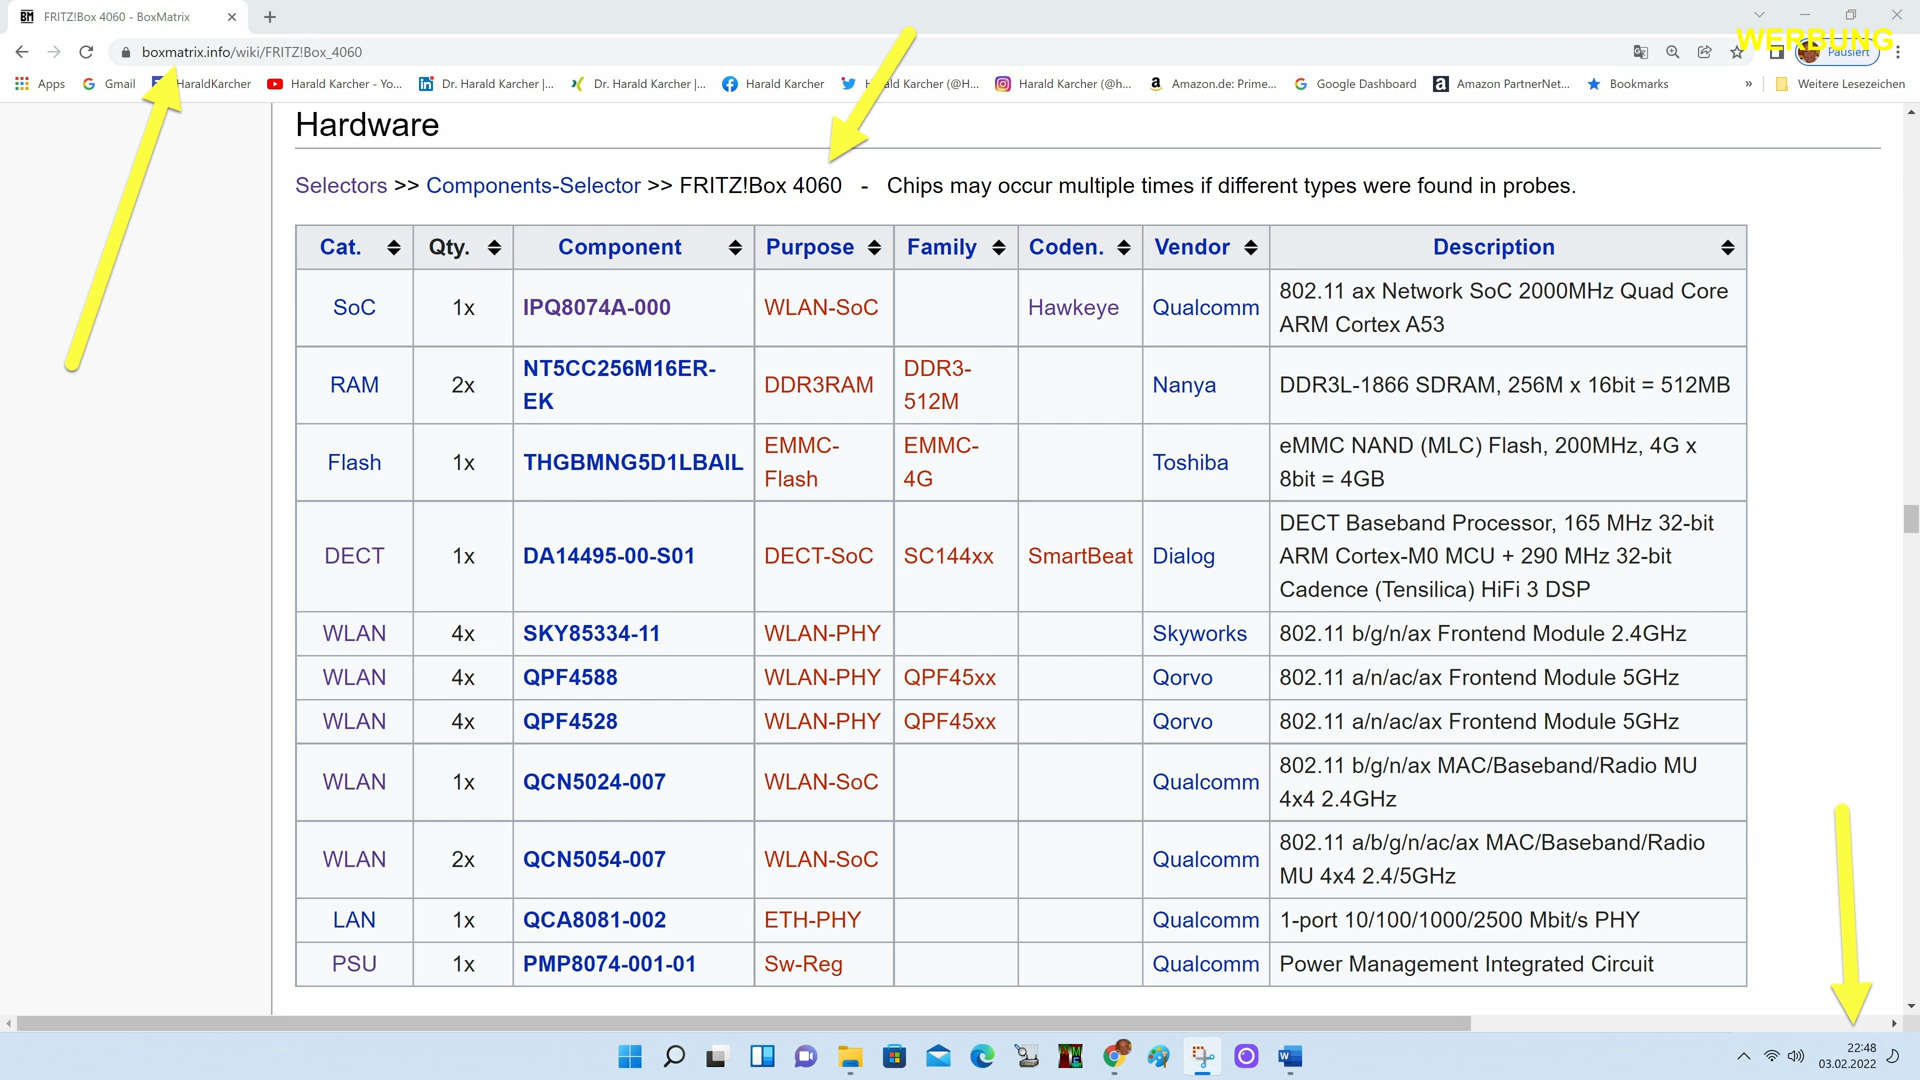 FRITZ!Box 4060 - BoxMatrix
WERBUNG
boxmatrix.info/wiki/FRITZ!Box_4060
Pausiert
Apps Gmail HaraldKarcher Harald Karcher - Yo... Dr. Harald Karcher |... Dr. Harald Karcher |... Harald Karcher Harald Karcher (@H... Harald Karcher (@h... Amazon.de: Prime... Google Dashboard Amazon PartnerNet... Bookmarks » Weitere Lesezeichen
Hardware
Selectors >> Components-Selector >> FRITZ!Box 4060 - Chips may occur multiple times if different types were found in probes.
Cat. Qty. Component Purpose Family Coden. Vendor Description
SoC 1x IPQ8074A-000 WLAN-SoC Hawkeye Qualcomm 802.11 ax Network SoC 2000MHz Quad Core
ARM Cortex A53
RAM 2x NT5CC256M16ER-
EK DDR3RAM DDR3-
512M Nanya DDR3L-1866 SDRAM, 256M x 16bit = 512MB
Flash 1x THGBMNG5D1LBAIL EMMC-
Flash EMMC-
4G Toshiba eMMC NAND (MLC) Flash, 200MHz, 4G x
8bit = 4GB
DECT 1x DA14495-00-S01 DECT-SoC SC144xx SmartBeat Dialog DECT Baseband Processor, 165 MHz 32-bit
ARM Cortex-M0 MCU + 290 MHz 32-bit
Cadence (Tensilica) HiFi 3 DSP
WLAN 4x SKY85334-11 WLAN-PHY Skyworks 802.11 b/g/n/ax Frontend Module 2.4GHz
WLAN 4x QPF4588 WLAN-PHY QPF45xx Qorvo 802.11 a/n/ac/ax Frontend Module 5GHz
WLAN 4x QPF4528 WLAN-PHY QPF45xx Qorvo 802.11 a/n/ac/ax Frontend Module 5GHz
WLAN 1x QCN5024-007 WLAN-SoC Qualcomm 802.11 b/g/n/ax MAC/Baseband/Radio MU
4x4 2.4GHz
WLAN 2x QCN5054-007 WLAN-SoC Qualcomm 802.11 a/b/g/n/ac/ax MAC/Baseband/Radio
MU 4x4 2.4/5GHz
LAN 1x QCA8081-002 ETH-PHY Qualcomm 1-port 10/100/1000/2500 Mbit/s PHY
PSU 1x PMP8074-001-01 Sw-Reg Qualcomm Power Management Integrated Circuit
22:48
03.02.2022